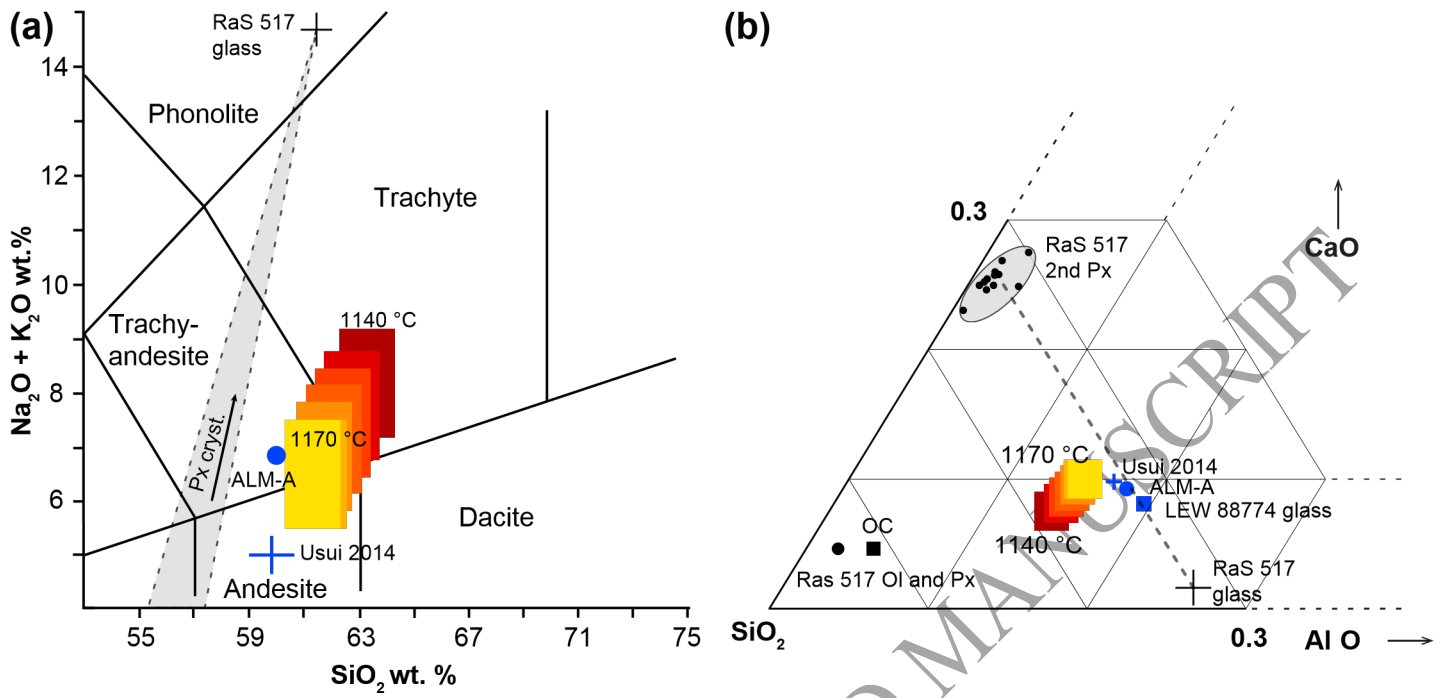 (a)
RaS 517
glass
14
Phonolite
12
Trachyte
10
Na₂O + K₂O wt.%
Trachy-
andesite
1140 °C
8
Px cryst.
1170 °C
ALM-A
6
Dacite
Usui 2014
Andesite
55
59
63
67
71
75
SiO₂ wt. %
(b)
0.3
RaS 517
2nd Px
CaO
1170 °C
Usui 2014
ALM-A
LEW 88774 glass
OC
1140 °C
Ras 517 Ol and Px
RaS 517
glass
SiO₂
0.3
Al O
D MANUSCRIPT